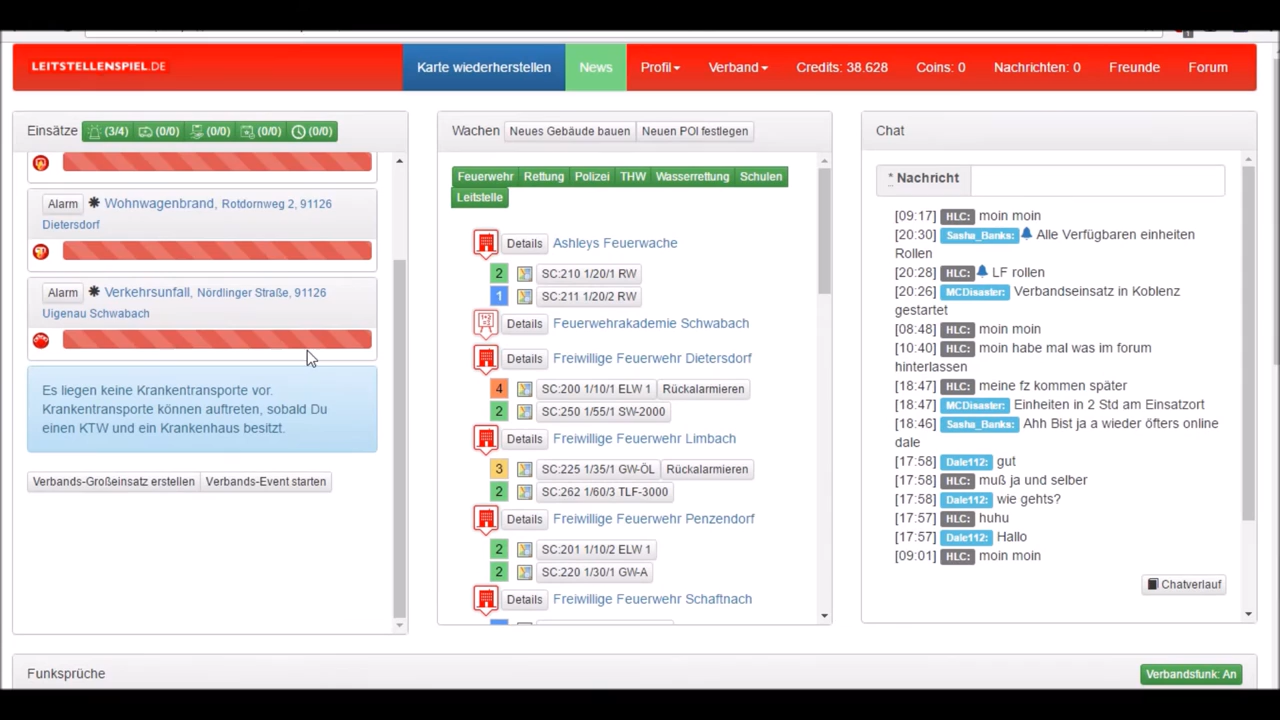 LEITSTELLENSPIEL.DE
Karte wiederherstellen
News
Profil
Verband
Credits: 38.628
Coins: 0
Nachrichten: 0
Freunde
Forum
Einsätze (3/4) (0/0) (0/0) (0/0) (0/0)
Alarm Wohnwagenbrand, Rotdornweg 2, 91126
Dietersdorf
Alarm Verkehrsunfall, Nördlinger Straße, 91126
Uigenau Schwabach
Es liegen keine Krankentransporte vor.
Krankentransporte können auftreten, sobald Du
einen KTW und ein Krankenhaus besitzt.
Verbands-Großeinsatz erstellen Verbands-Event starten
Wachen Neues Gebäude bauen Neuen POI festlegen
Feuerwehr Rettung Polizei THW Wasserrettung Schulen
Leitstelle
Details Ashleys Feuerwache
2 SC:210 1/20/1 RW
1 SC:211 1/20/2 RW
Details Feuerwehrakademie Schwabach
Details Freiwillige Feuerwehr Dietersdorf
4 SC:200 1/10/1 ELW 1 Rückalarmieren
2 SC:250 1/55/1 SW-2000
Details Freiwillige Feuerwehr Limbach
3 SC:225 1/35/1 GW-ÖL Rückalarmieren
2 SC:262 1/60/3 TLF-3000
Details Freiwillige Feuerwehr Penzendorf
2 SC:201 1/10/2 ELW 1
2 SC:220 1/30/1 GW-A
Details Freiwillige Feuerwehr Schaftnach
Chat
* Nachricht
[09:17] HLC: moin moin
[20:30] Sasha_Banks: Alle Verfügbaren einheiten
Rollen
[20:28] HLC: LF rollen
[20:26] MCDisaster: Verbandseinsatz in Koblenz
gestartet
[08:48] HLC: moin moin
[10:40] HLC: moin habe mal was im forum
hinterlassen
[18:47] HLC: meine fz kommen später
[18:47] MCDisaster: Einheiten in 2 Std am Einsatzort
[18:46] Sasha_Banks: Ahh Bist ja a wieder öfters online
dale
[17:58] Dale112: gut
[17:58] HLC: muß ja und selber
[17:58] Dale112: wie gehts?
[17:57] HLC: huhu
[17:57] Dale112: Hallo
[09:01] HLC: moin moin
Chatverlauf
Funksprüche
Verbandsfunk: An